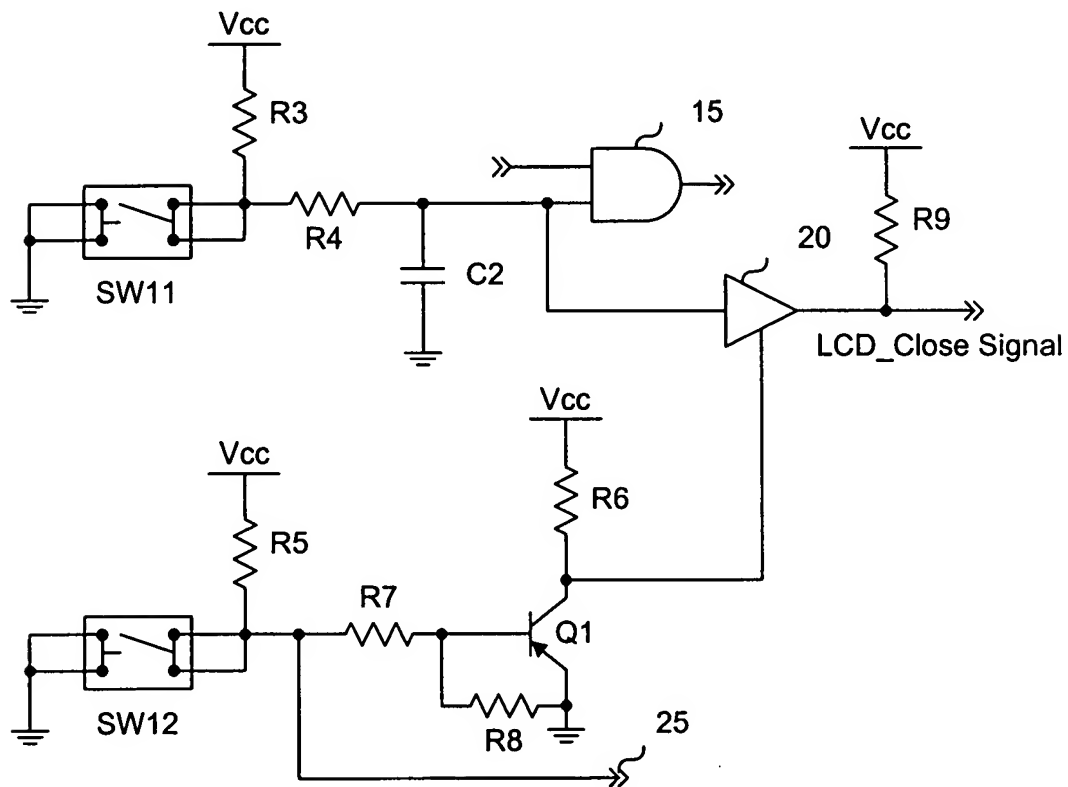 Vcc
R3
15
Vcc
R9
R4
20
C2
SW11
LCD_Close Signal
Vcc
Vcc
R6
R5
R7
Q1
SW12
R8
25